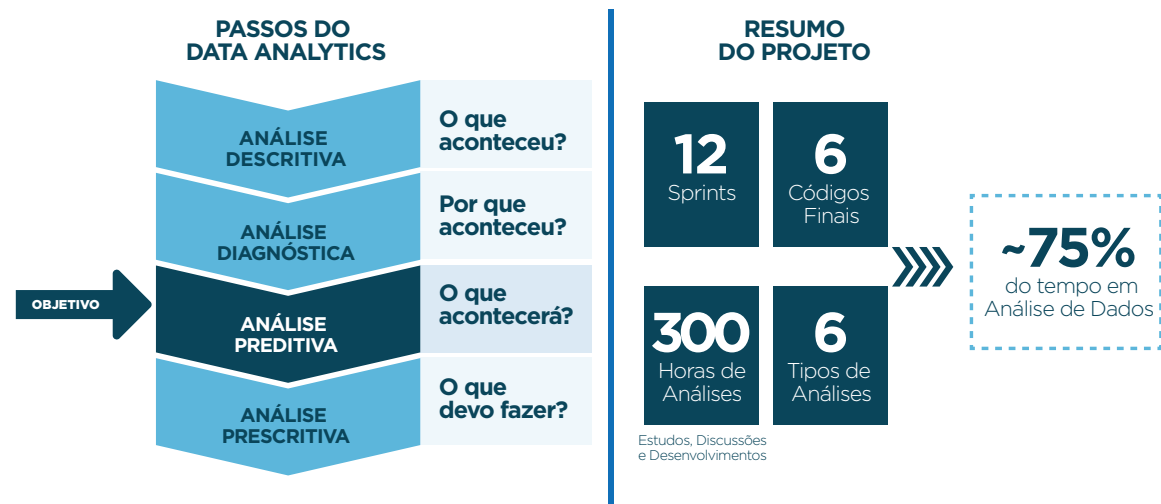 PASSOS DO
DATA ANALYTICS
ANÁLISE
DESCRITIVA
O que
aconteceu?
ANÁLISE
DIAGNÓSTICA
Por que
aconteceu?
OBJETIVO
ANÁLISE
PREDITIVA
O que
acontecerá?
ANÁLISE
PRESCRITIVA
O que
devo fazer?
RESUMO
DO PROJETO
12
Sprints
6
Códigos
Finais
300
Horas de
Análises
6
Tipos de
Análises
Estudos, Discussões
e Desenvolvimentos
~75%
do tempo em
Análise de Dados